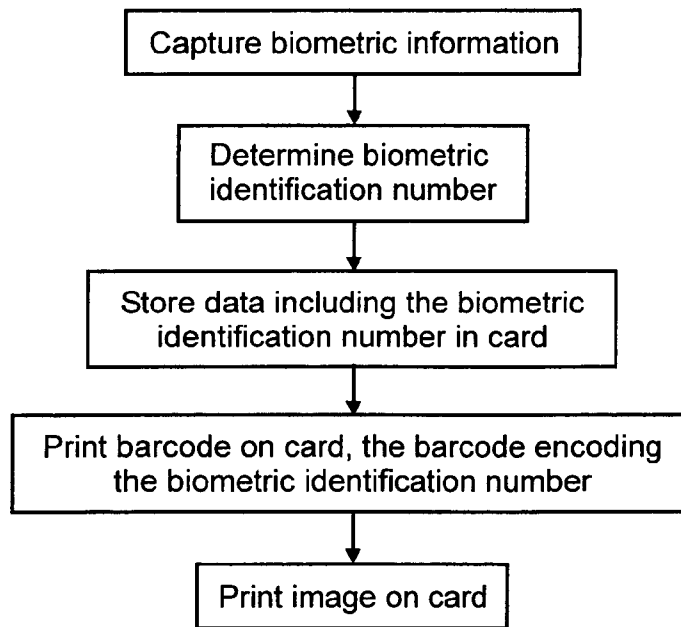 Capture biometric information
Determine biometric
identification number
Store data including the biometric
identification number in card
Print barcode on card, the barcode encoding
the biometric identification number
Print image on card